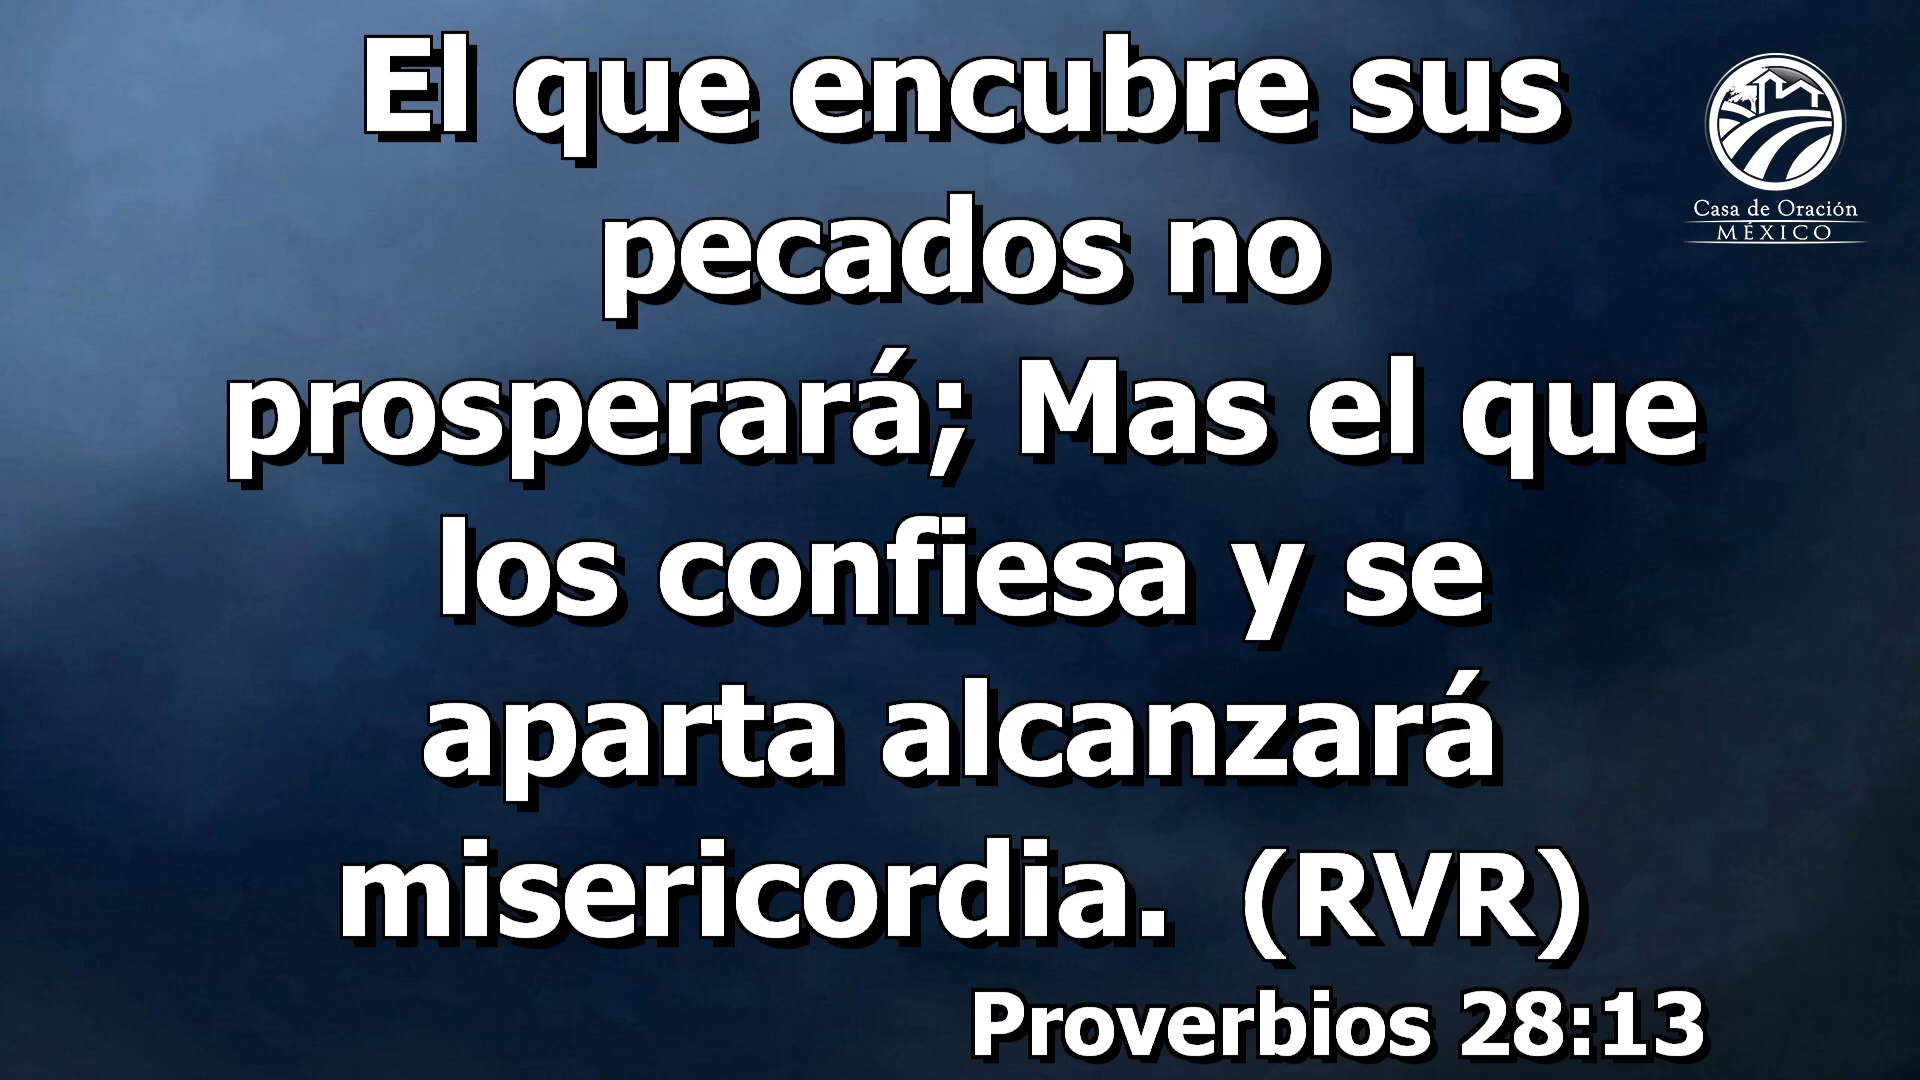 El que encubre sus
pecados no
prosperará; Mas el que
los confiesa y se
aparta alcanzará
misericordia. (RVR)
Proverbios 28:13
Casa de Oración
MÉXICO